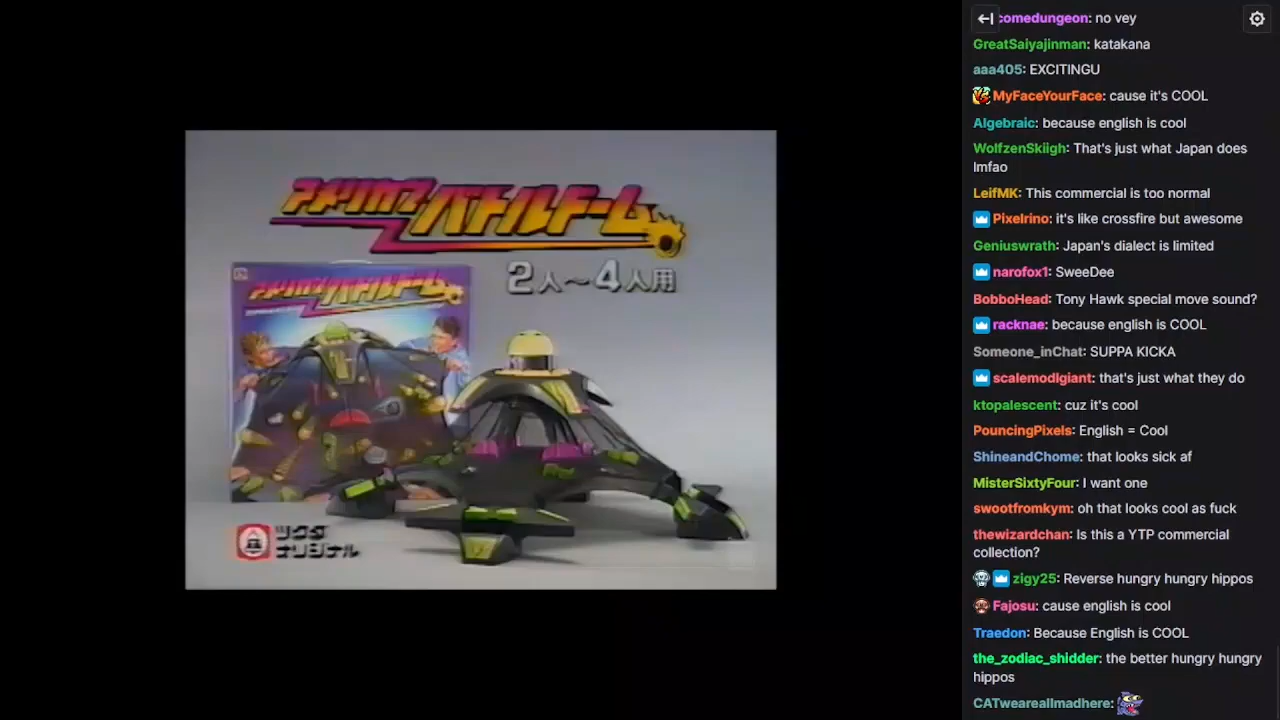 アメリカンバトルドーム
2人〜4人用
アメリカンバトルドーム
ツクダ
オリジナル
comedungeon: no vey
GreatSaiyajinman: katakana
aaa405: EXCITINGU
MyFaceYourFace: cause it's COOL
Algebraic: because english is cool
WolfzenSkiigh: That's just what Japan does
lmfao
LeifMK: This commercial is too normal
Pixelrino: it's like crossfire but awesome
Geniuswrath: Japan's dialect is limited
narofox1: SweeDee
BobboHead: Tony Hawk special move sound?
racknae: because english is COOL
Someone_inChat: SUPPA KICKA
scalemodlgiant: that's just what they do
ktopalescent: cuz it's cool
PouncingPixels: English = Cool
ShineandChome: that looks sick af
MisterSixtyFour: I want one
swootfromkym: oh that looks cool as fuck
thewizardchan: Is this a YTP commercial
collection?
zigy25: Reverse hungry hungry hippos
Fajosu: cause english is cool
Traedon: Because English is COOL
the_zodiac_shidder: the better hungry hungry
hippos
CATweareallmadhere: